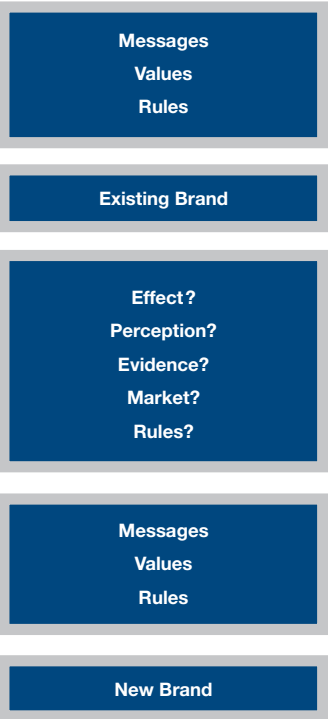 Messages
Values
Rules
Existing Brand
Effect?
Perception?
Evidence?
Market?
Rules?
Messages
Values
Rules
New Brand